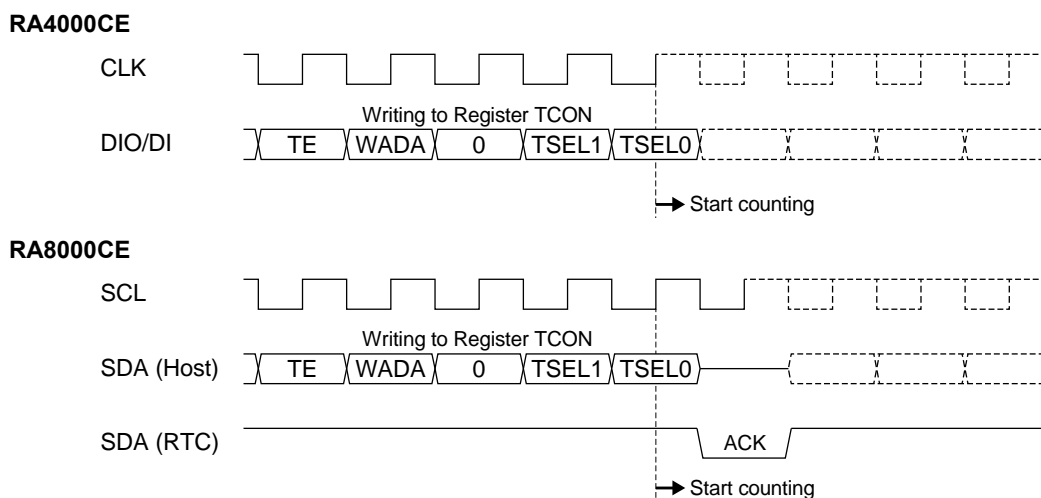 RA4000CE
CLK
Writing to Register TCON
DIO/DI TE WADA 0 TSEL1 TSEL0
Start counting
RA8000CE
SCL
Writing to Register TCON
SDA (Host) TE WADA 0 TSEL1 TSEL0
SDA (RTC) ACK
Start counting